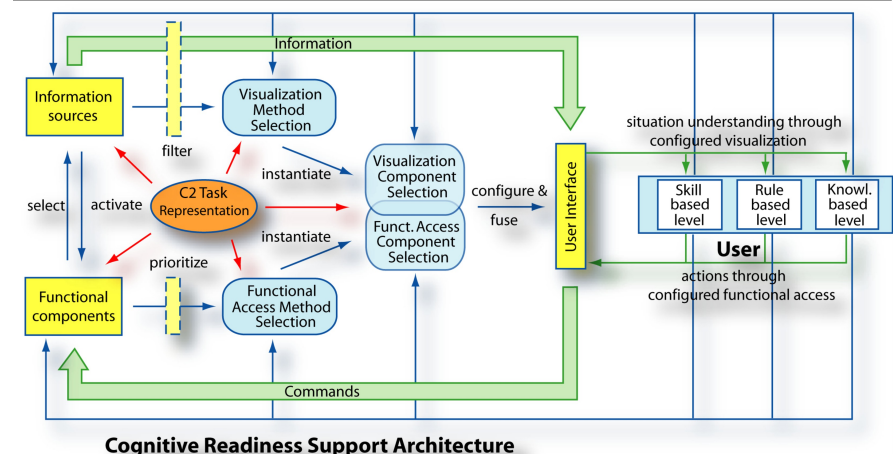 Information
Information
sources
filter
Visualization
Method
Selection
instantiate
select
activate
C2 Task
Representation
Visualization
Component
Selection
Funct. Access
Component
Selection
instantiate
prioritize
Functional
components
Functional
Access Method
Selection
configure &
fuse
User Interface
situation understanding through
configured visualization
Skill
based
level
Rule
based
level
Knowl.
based
level
User
actions through
configured functional access
Commands
Cognitive Readiness Support Architecture